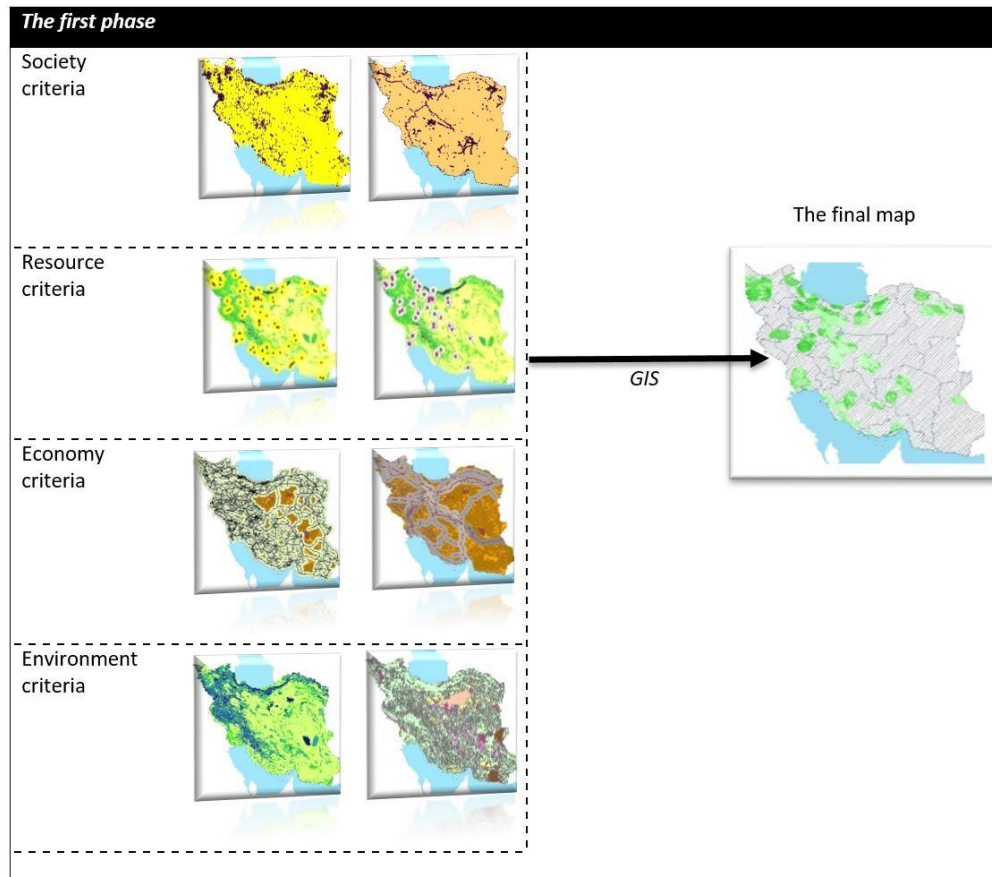 The first phase
Society
criteria
The final map
Resource
criteria
GIS
Economy
criteria
Environment
criteria